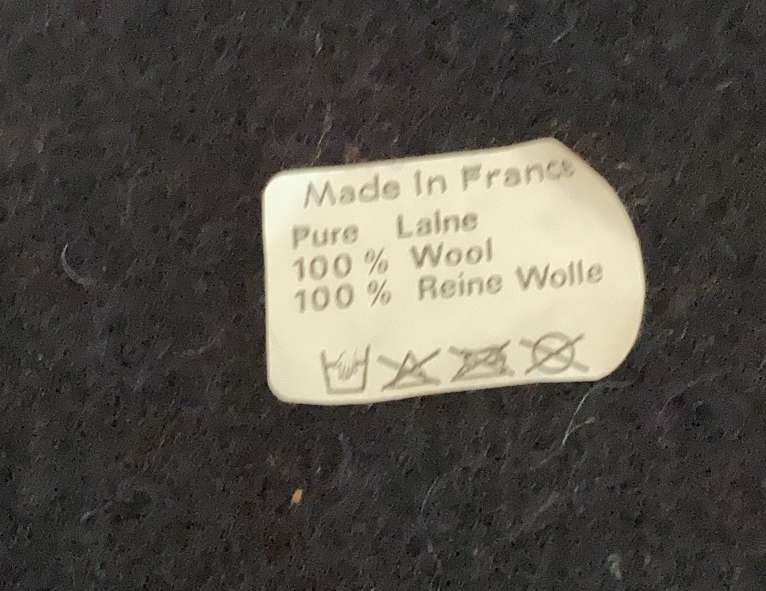 Made In France
Pure Laine
100 % Wool
100 % Reine Wolle